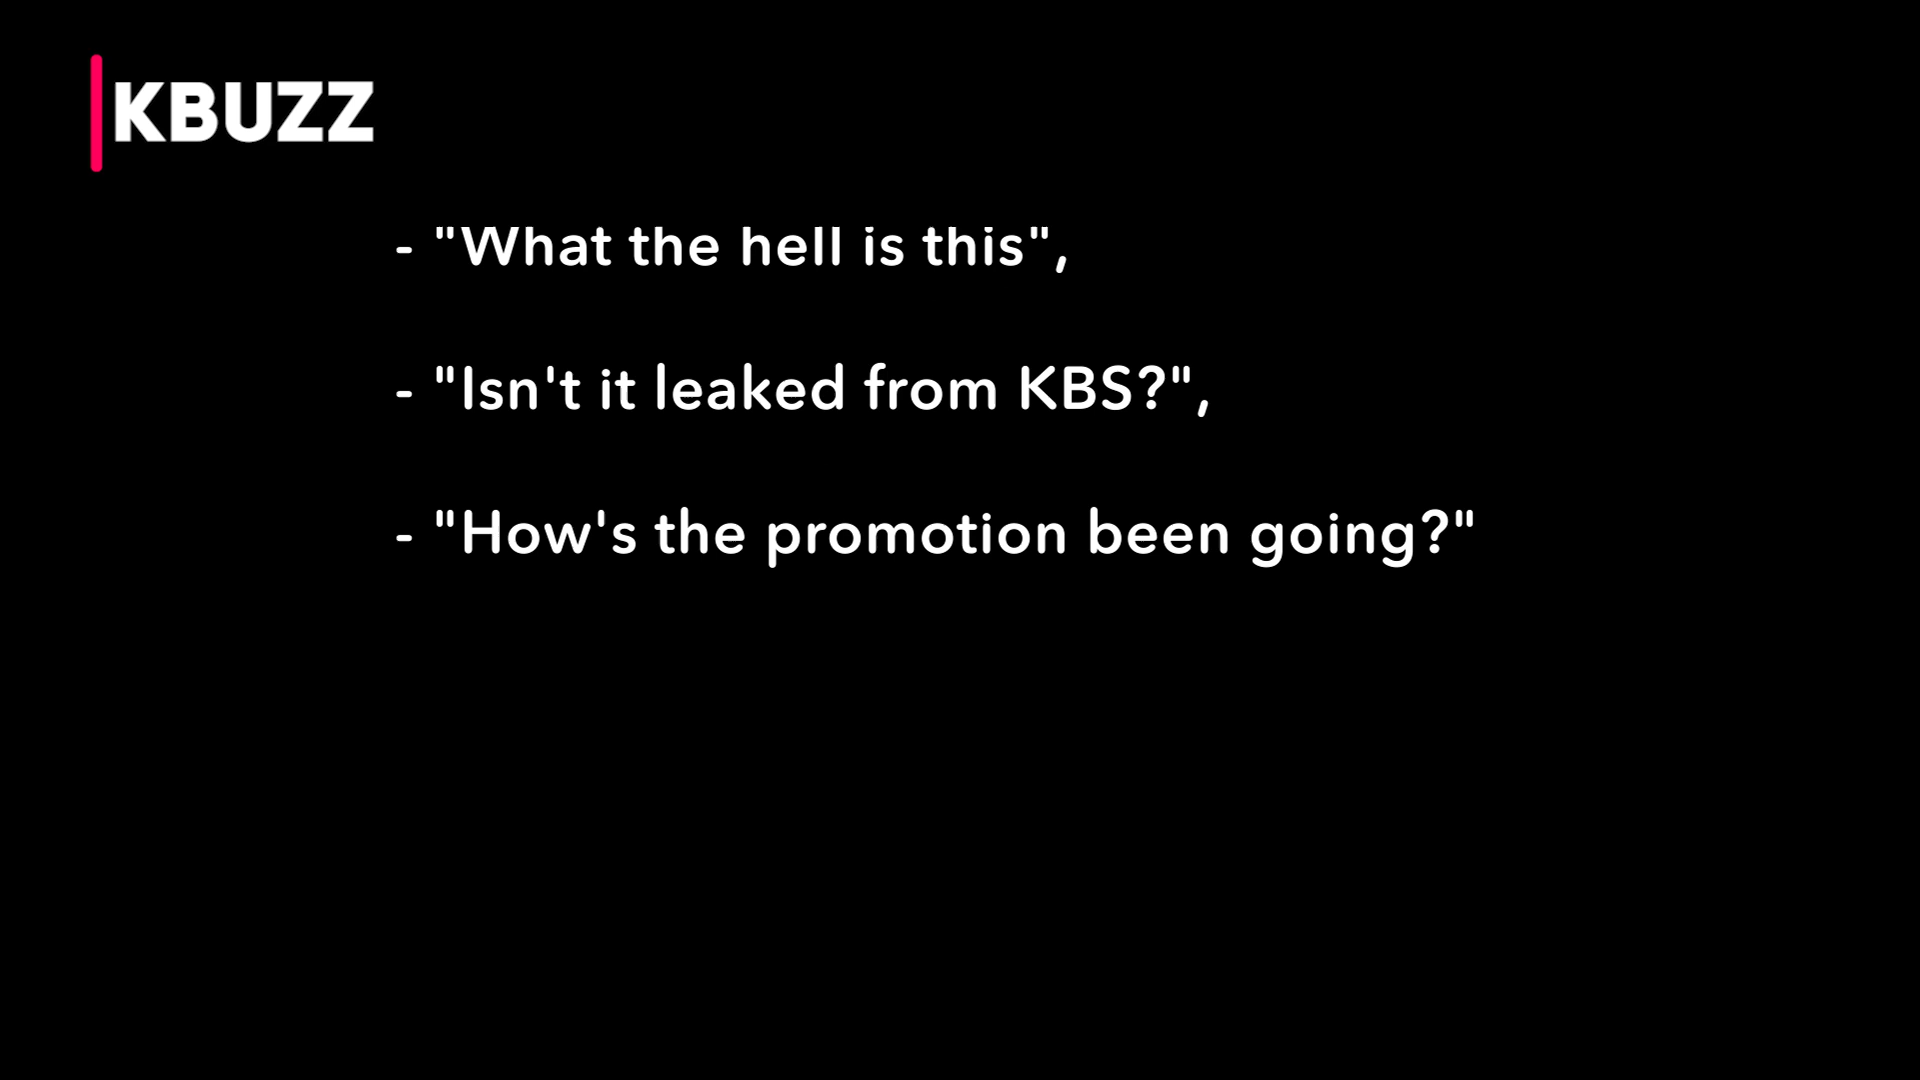 KBUZZ
- "What the hell is this",
- "Isn't it leaked from KBS?",
- "How's the promotion been going?"